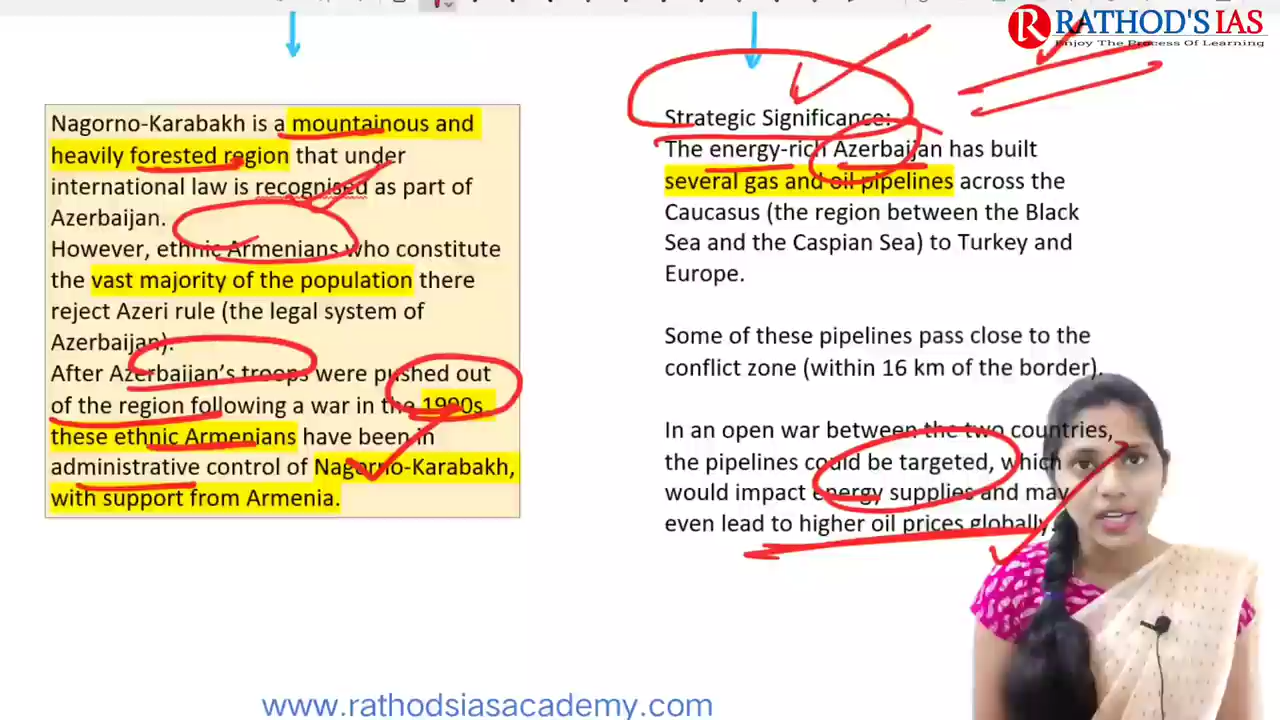 RATHOD'S IAS
Enjoy The Process Of Learning
Nagorno-Karabakh is a mountainous and
heavily forested region that under
international law is recognised as part of
Azerbaijan.
However, ethnic Armenians who constitute
the vast majority of the population there
reject Azeri rule (the legal system of
Azerbaijan).
After Azerbaijan's troops were pushed out
of the region following a war in the 1990s
these ethnic Armenians have been in
administrative control of Nagorno-Karabakh,
with support from Armenia.
Strategic Significance:
The energy-rich Azerbaijan has built
several gas and oil pipelines across the
Caucasus (the region between the Black
Sea and the Caspian Sea) to Turkey and
Europe.
Some of these pipelines pass close to the
conflict zone (within 16 km of the border).
In an open war between the two countries,
the pipelines could be targeted, which
would impact energy supplies and may
even lead to higher oil prices globally.
www.rathodsiasacademy.com